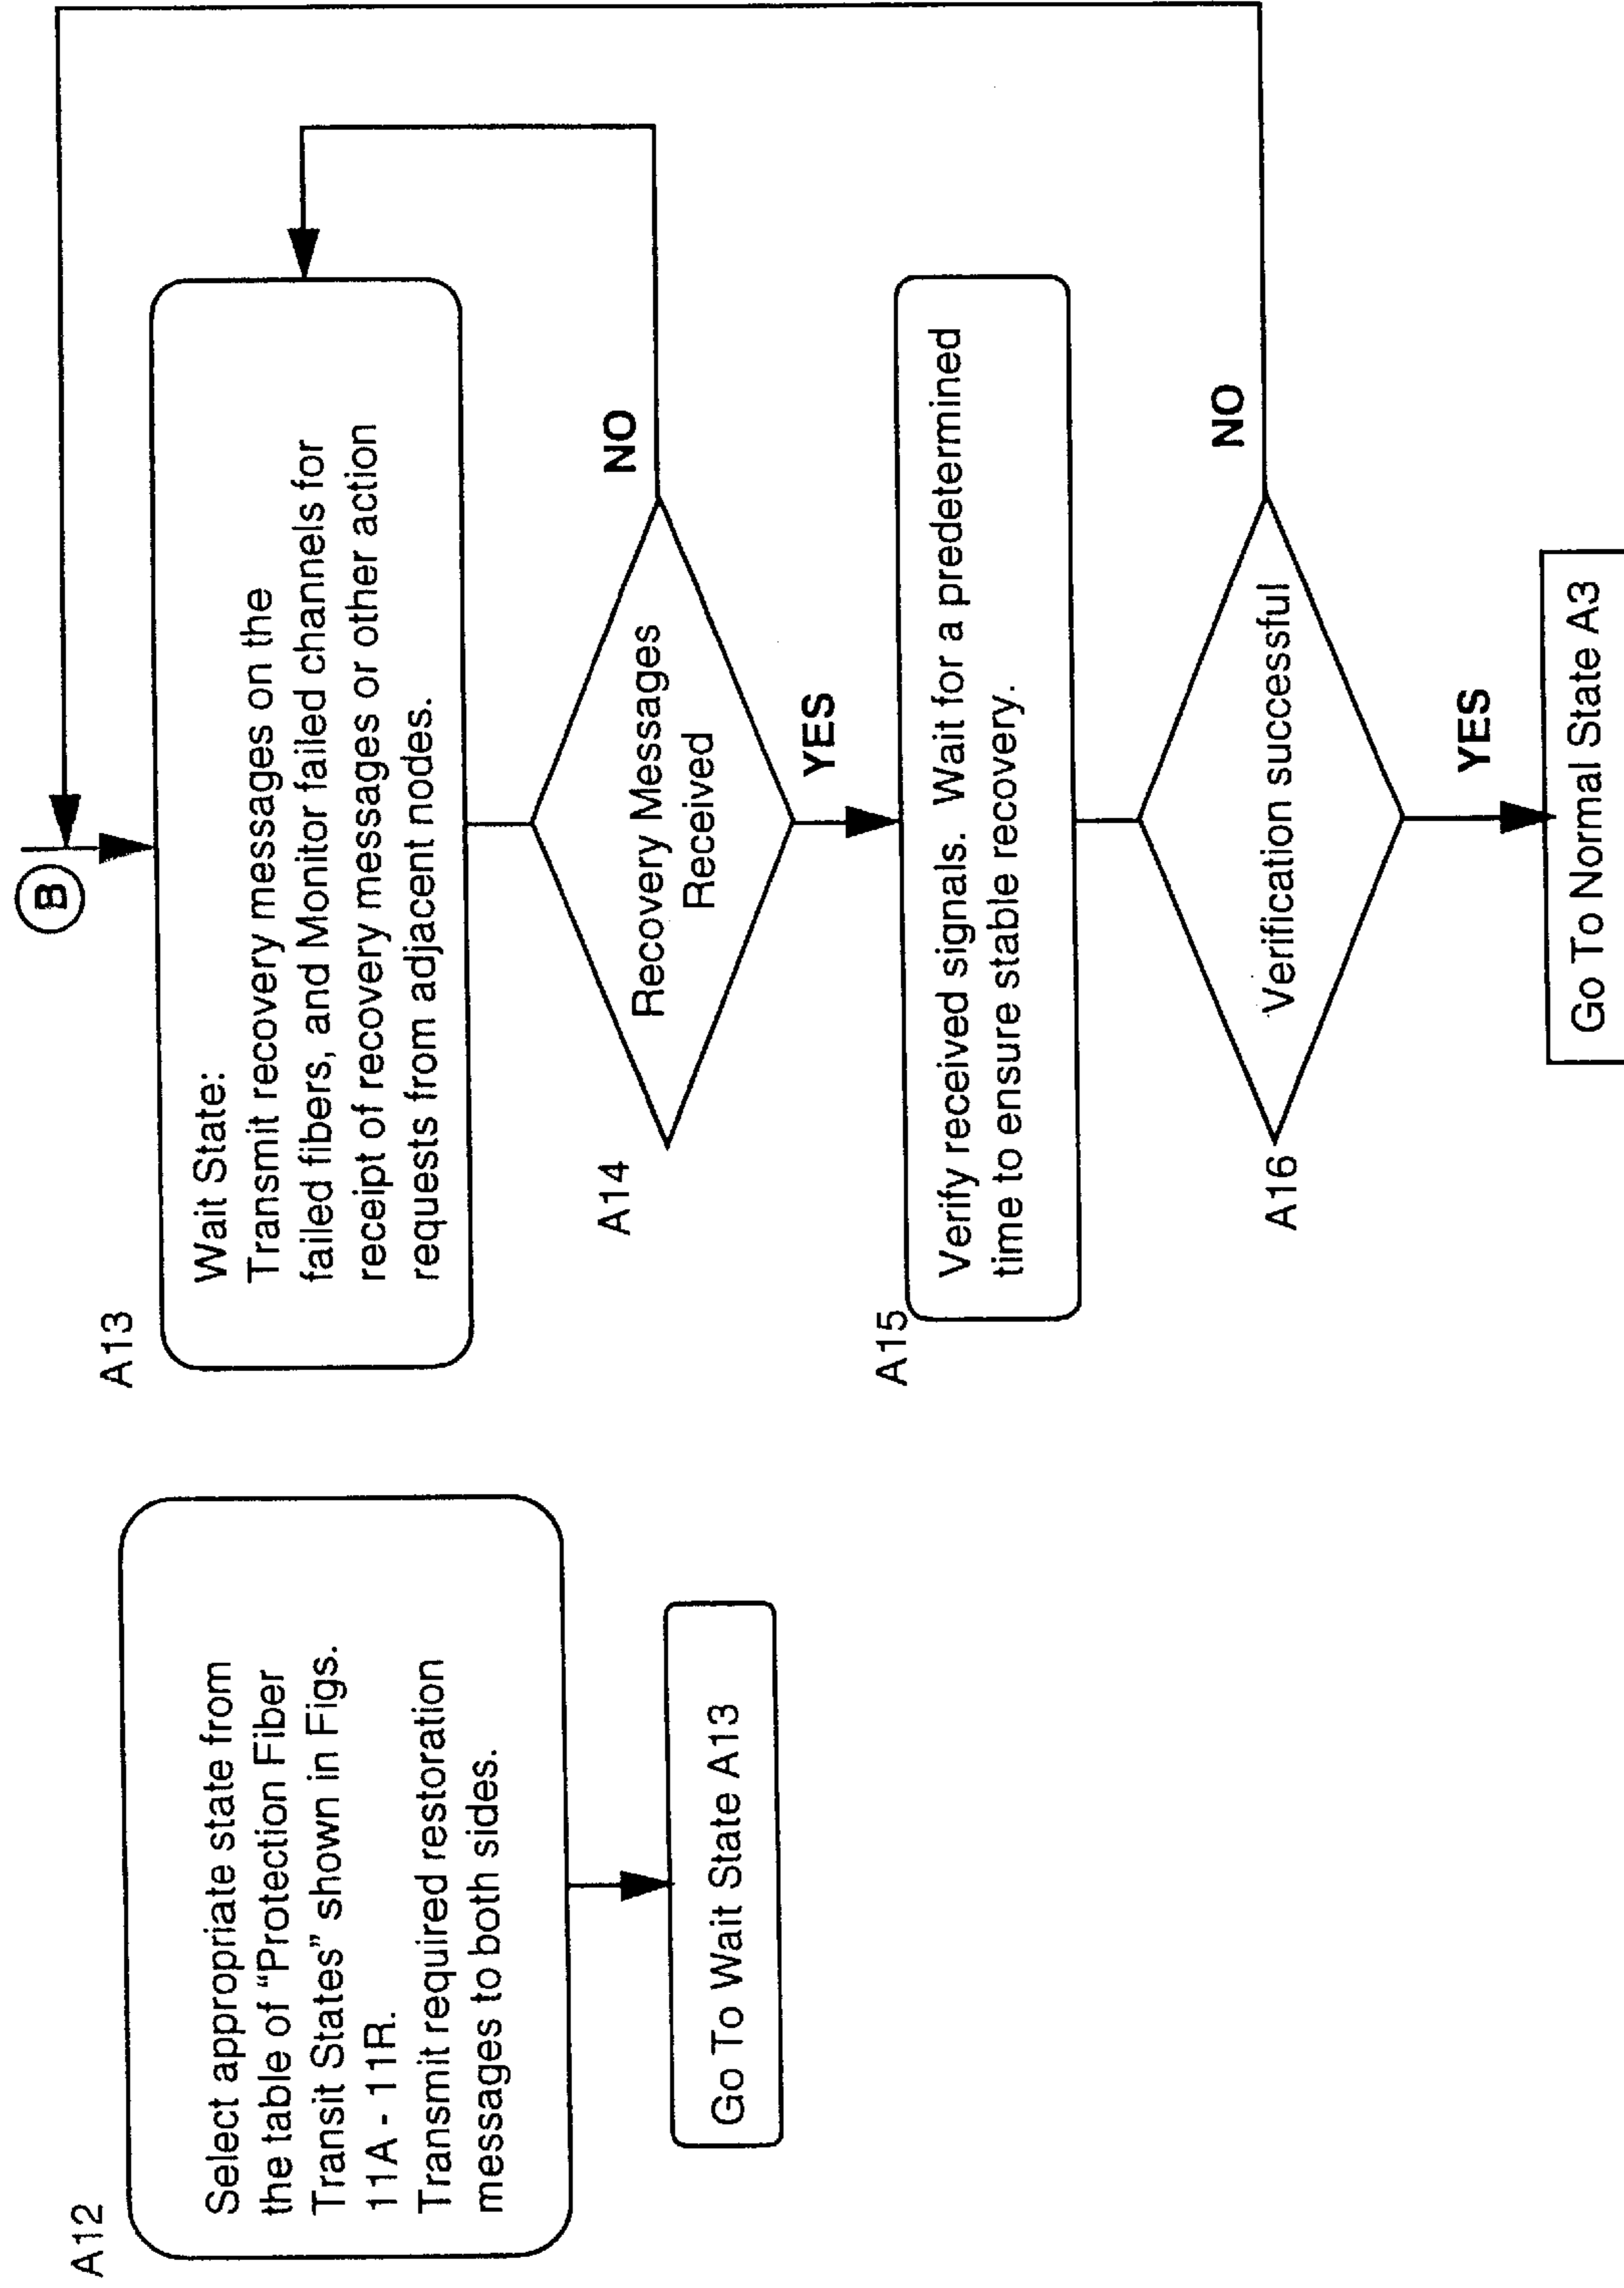 A12
Select appropriate state from
the table of “Protection Fiber
Transit States” shown in Figs.
11A - 11R.
Transmit required restoration
messages to both sides.
Go To Wait State A13
B
A13
Wait State:
Transmit recovery messages on the
failed fibers, and Monitor failed channels for
receipt of recovery messages or other action
requests from adjacent nodes.
A14
Recovery Messages
Received
NO
YES
A15
Verify received signals. Wait for a predetermined
time to ensure stable recovery.
A16
Verification successful
NO
YES
Go To Normal State A3